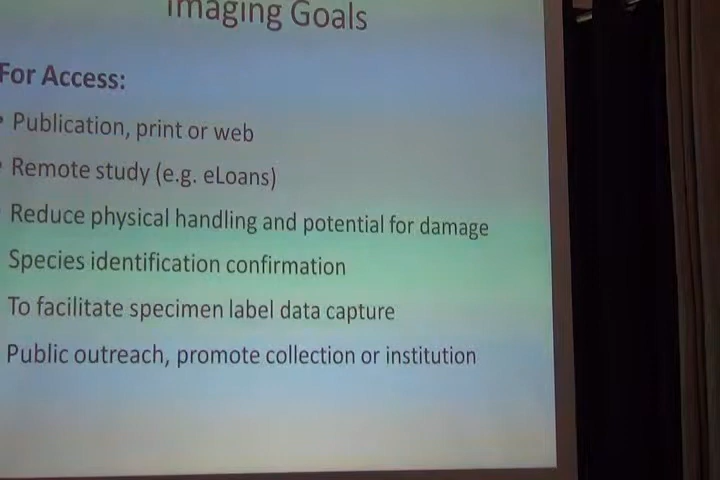 Imaging Goals
For Access:
• Publication, print or web
• Remote study (e.g. eLoans)
Reduce physical handling and potential for damage
Species identification confirmation
To facilitate specimen label data capture
Public outreach, promote collection or institution